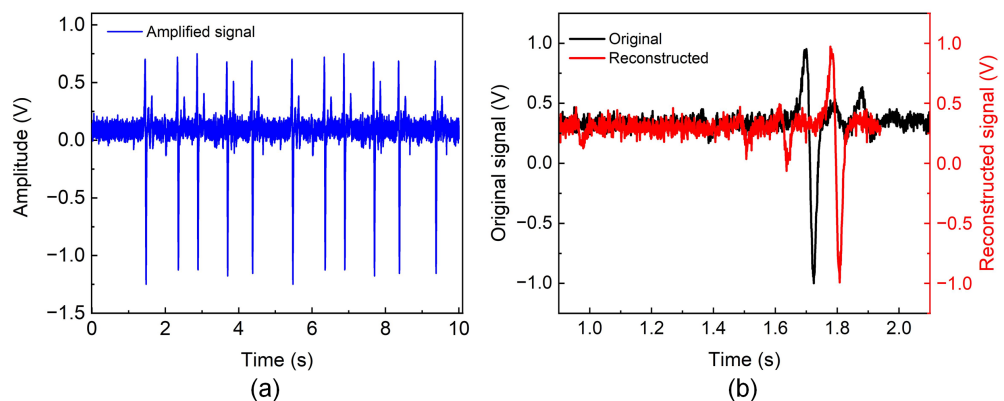 Amplified signal
1.0
0.5
0.0
−0.5
−1.0
−1.5
Amplitude (V)
0 2 4 6 8 10
Time (s)
(a)
Original
Reconstructed
1.0
0.5
0.0
−0.5
−1.0
Original signal (V)
1.0
0.5
0.0
−0.5
−1.0
Reconstructed signal (V)
1.0 1.2 1.4 1.6 1.8 2.0
Time (s)
(b)